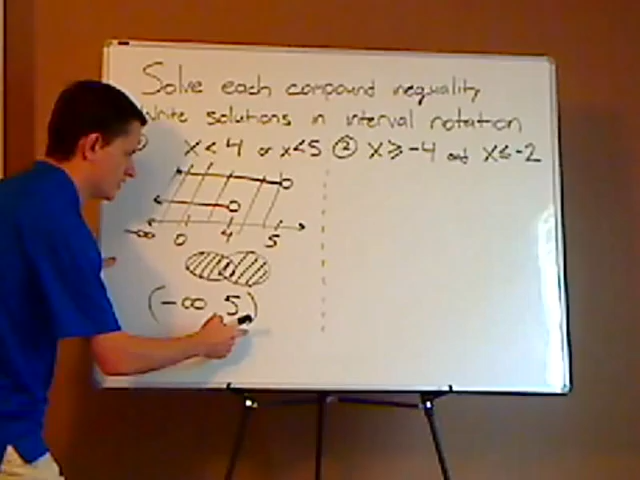 Solve each compound inequality
Write solutions in interval notation
x < 4 or x < 5 ② x ≥ -4 and x ≤ -2
-∞ 0 4 5
(-∞, 5)